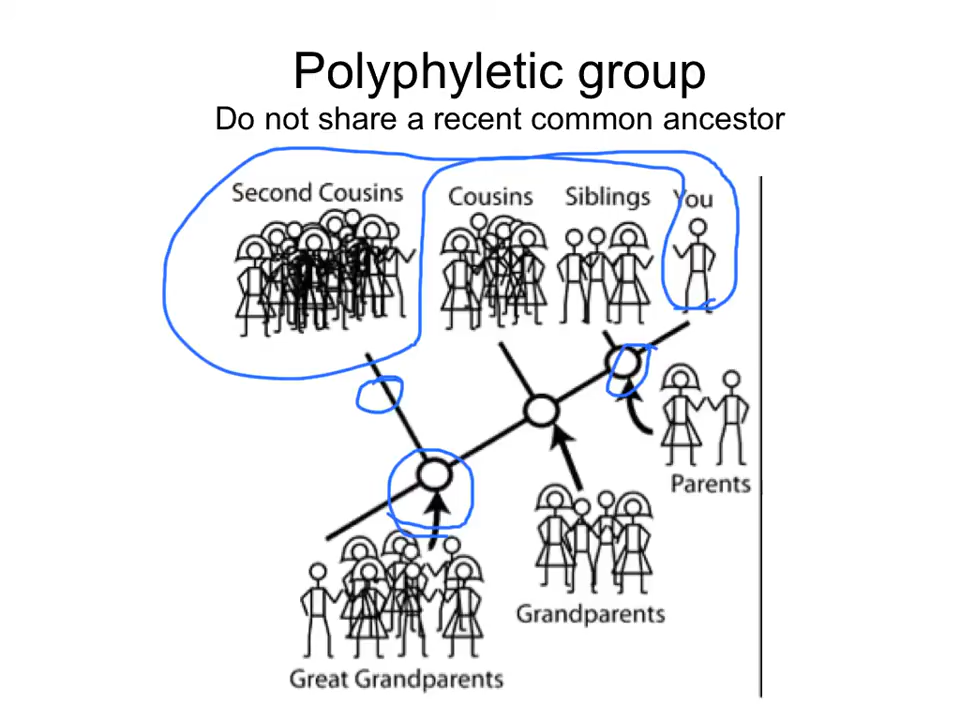 Polyphyletic group
Do not share a recent common ancestor
Second Cousins
Cousins
Siblings
You
Parents
Grandparents
Great Grandparents